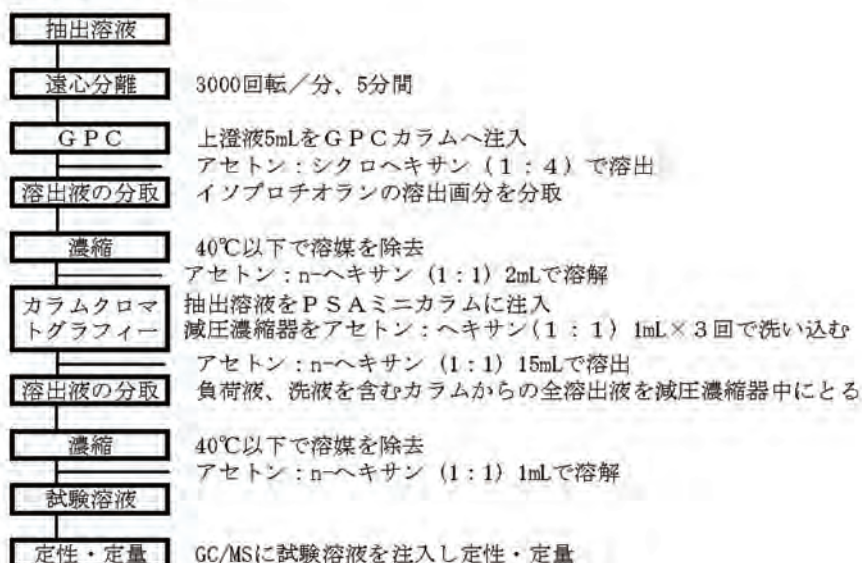 抽出溶液
遠心分離 3000回転／分、5分間
ＧＰＣ 上澄液5mLをＧＰＣカラムへ注入
アセトン：シクロヘキサン（１：４）で溶出
溶出液の分取 イソプロチオランの溶出画分を分取
濃縮 40℃以下で溶媒を除去
アセトン：n-ヘキサン（1：1）2mLで溶解
カラムクロマ 抽出溶液をＰＳＡミニカラムに注入
トグラフィー 減圧濃縮器をアセトン：ヘキサン(１：１）1mL×３回で洗い込む
アセトン：n-ヘキサン（1：1）15mLで溶出
溶出液の分取 負荷液、洗液を含むカラムからの全溶出液を減圧濃縮器中にとる
濃縮 40℃以下で溶媒を除去
アセトン：n-ヘキサン（1：1）1mLで溶解
試験溶液
定性・定量 GC/MSに試験溶液を注入し定性・定量